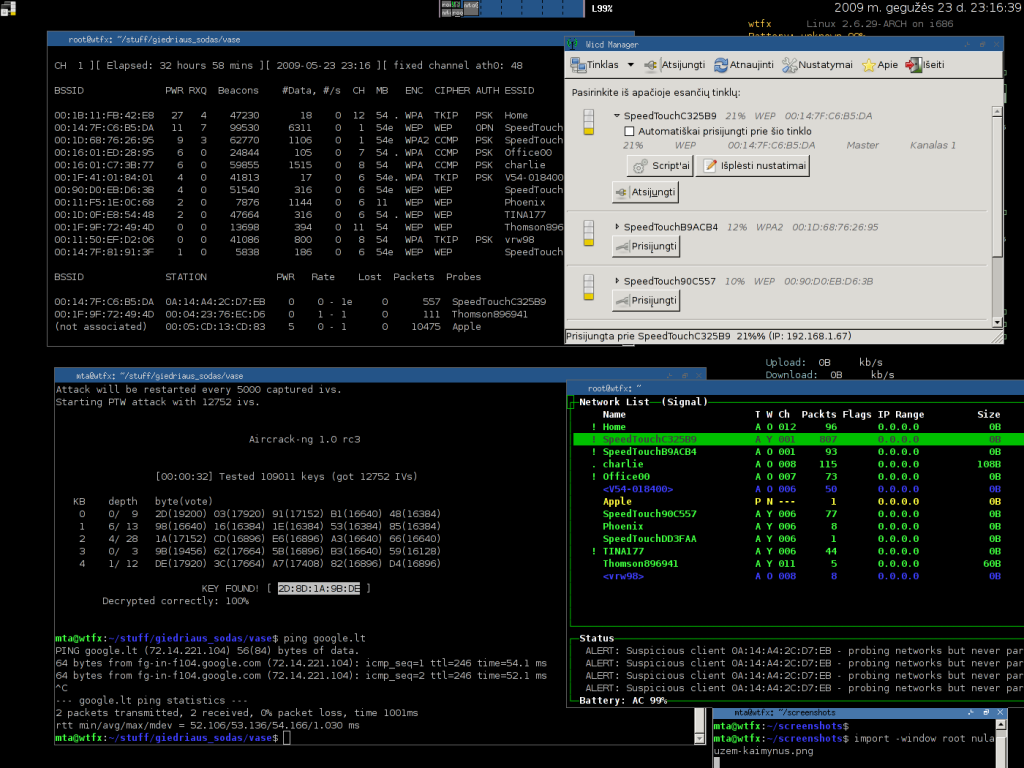 L99%
2009 m. gegužės 23 d. 23:16:39
wtfx Linux 2.6.29-ARCH on i686
root@wtfx: ~/stuff/giedriaus_sodas/vase
CH 1 ][ Elapsed: 32 hours 58 mins ][ 2009-05-23 23:16 ][ fixed channel ath0: 48
BSSID PWR RXQ Beacons #Data, #/s CH MB ENC CIPHER AUTH ESSID
00:1B:11:FB:42:EB 27 4 47230 18 0 12 54 . WPA TKIP PSK Home
00:14:7F:C6:B5:DA 11 7 99530 6311 0 1 54e WEP WEP OPN SpeedTouch
00:1D:68:76:26:95 9 3 62770 1106 0 1 54e WPA2 CCMP PSK SpeedTouch
00:16:01:ED:28:95 6 0 24844 105 0 7 54 . WPA CCMP PSK Office00
00:16:01:C7:3B:77 6 0 59855 1515 0 8 54e. WPA CCMP PSK charlie
00:1F:41:01:84:01 4 0 41813 17 0 6 54e. WPA TKIP PSK V54-018400
00:90:D0:EB:D6:3B 4 0 51540 316 0 6 54e WEP WEP SpeedTouch
00:11:F5:1E:0C:68 2 0 7876 1144 0 6 11 WEP WEP Phoenix
00:1D:0F:EB:54:48 2 0 47664 316 0 6 54 . WEP WEP TINA177
00:1F:9F:72:49:4D 0 0 13698 394 0 11 54 WEP WEP Thomson896
00:11:50:EF:D2:06 0 0 41086 800 0 8 54 WPA TKIP PSK vrw98
00:14:7F:81:91:3F 1 0 5838 186 0 6 54e WEP WEP SpeedTouch
BSSID STATION PWR Rate Lost Packets Probes
00:14:7F:C6:B5:DA 0A:14:A4:2C:D7:EB 0 0 - 1e 0 557 SpeedTouchC325B9
00:1F:9F:72:49:4D 00:04:23:76:EC:D6 0 1 - 1 0 111 Thomson896941
(not associated) 00:05:CD:13:CD:83 5 0 - 1 0 10475 Apple
Wicd Manager
Tinklas Atsijungti Atnaujinti Nustatymai Apie Išeiti
Pasirinkite iš apačioje esančių tinklų:
SpeedTouchC325B9 21% WEP 00:14:7F:C6:B5:DA
Automatiškai prisijungti prie šio tinklo
21% WEP 00:14:7F:C6:B5:DA Master Kanalas 1
Script'ai Išplėsti nustatimai
Atsijungti
SpeedTouchB9ACB4 12% WPA2 00:1D:68:76:26:95
Prisijungti
SpeedTouch90C557 10% WEP 00:90:D0:EB:D6:3B
Prisijungti
Prisijungta prie SpeedTouchC325B9 21%% (IP: 192.168.1.67)
Upload: 0B kb/s
Download: 0B kb/s
mta@wtfx: ~/stuff/giedriaus_sodas/vase
Attack will be restarted every 5000 captured ivs.
Starting PTW attack with 12752 ivs.
Aircrack-ng 1.0 rc3
[00:00:32] Tested 109011 keys (got 12752 IVs)
KB depth byte(vote)
0 0/ 9 2D(19200) 03(17920) 91(17152) B1(16640) 48(16384)
1 6/ 13 98(16640) 16(16384) 1E(16384) 53(16384) 85(16384)
2 4/ 28 1A(17152) CD(16896) E6(16896) A3(16640) 66(16640)
3 0/ 3 9B(19456) 62(17664) 5B(16896) B3(16640) 59(16128)
4 1/ 12 DE(17920) 3C(17664) A7(17408) 82(16896) D4(16896)
KEY FOUND! [ 2D:8D:1A:9B:DE ]
Decrypted correctly: 100%
mta@wtfx:~/stuff/giedriaus_sodas/vase$ ping google.lt
PING google.lt (72.14.221.104) 56(84) bytes of data.
64 bytes from fg-in-f104.google.com (72.14.221.104): icmp_seq=1 ttl=246 time=54.1 ms
64 bytes from fg-in-f104.google.com (72.14.221.104): icmp_seq=2 ttl=246 time=52.1 ms
^C
--- google.lt ping statistics ---
2 packets transmitted, 2 received, 0% packet loss, time 1001ms
rtt min/avg/max/mdev = 52.106/53.136/54.166/1.030 ms
mta@wtfx:~/stuff/giedriaus_sodas/vase$
root@wtfx: ~
Network List (Signal)
Name T W Ch Packts Flags IP Range Size
! Home A O 012 96 0.0.0.0 0B
! SpeedTouchC325B9 A Y 001 807 0.0.0.0 0B
! SpeedTouchB9ACB4 A O 001 93 0.0.0.0 0B
. charlie A O 008 115 0.0.0.0 108B
! Office00 A O 007 73 0.0.0.0 0B
<V54-018400> A O 006 50 0.0.0.0 0B
Apple P N --- 1 0.0.0.0 0B
SpeedTouch90C557 A Y 006 77 0.0.0.0 0B
Phoenix A Y 006 8 0.0.0.0 0B
SpeedTouchDD3FAA A Y 006 1 0.0.0.0 0B
! TINA177 A Y 006 44 0.0.0.0 0B
Thomson896941 A Y 011 5 0.0.0.0 60B
<vrw98> A O 008 8 0.0.0.0 0B
Status
ALERT: Suspicious client 0A:14:A4:2C:D7:EB - probing networks but never par
ALERT: Suspicious client 0A:14:A4:2C:D7:EB - probing networks but never par
ALERT: Suspicious client 0A:14:A4:2C:D7:EB - probing networks but never par
ALERT: Suspicious client 0A:14:A4:2C:D7:EB - probing networks but never par
Battery: AC 99%
mta@wtfx: ~/screenshots
mta@wtfx:~/screenshots$
mta@wtfx:~/screenshots$ import -window root nula
uzem-kaimynus.png